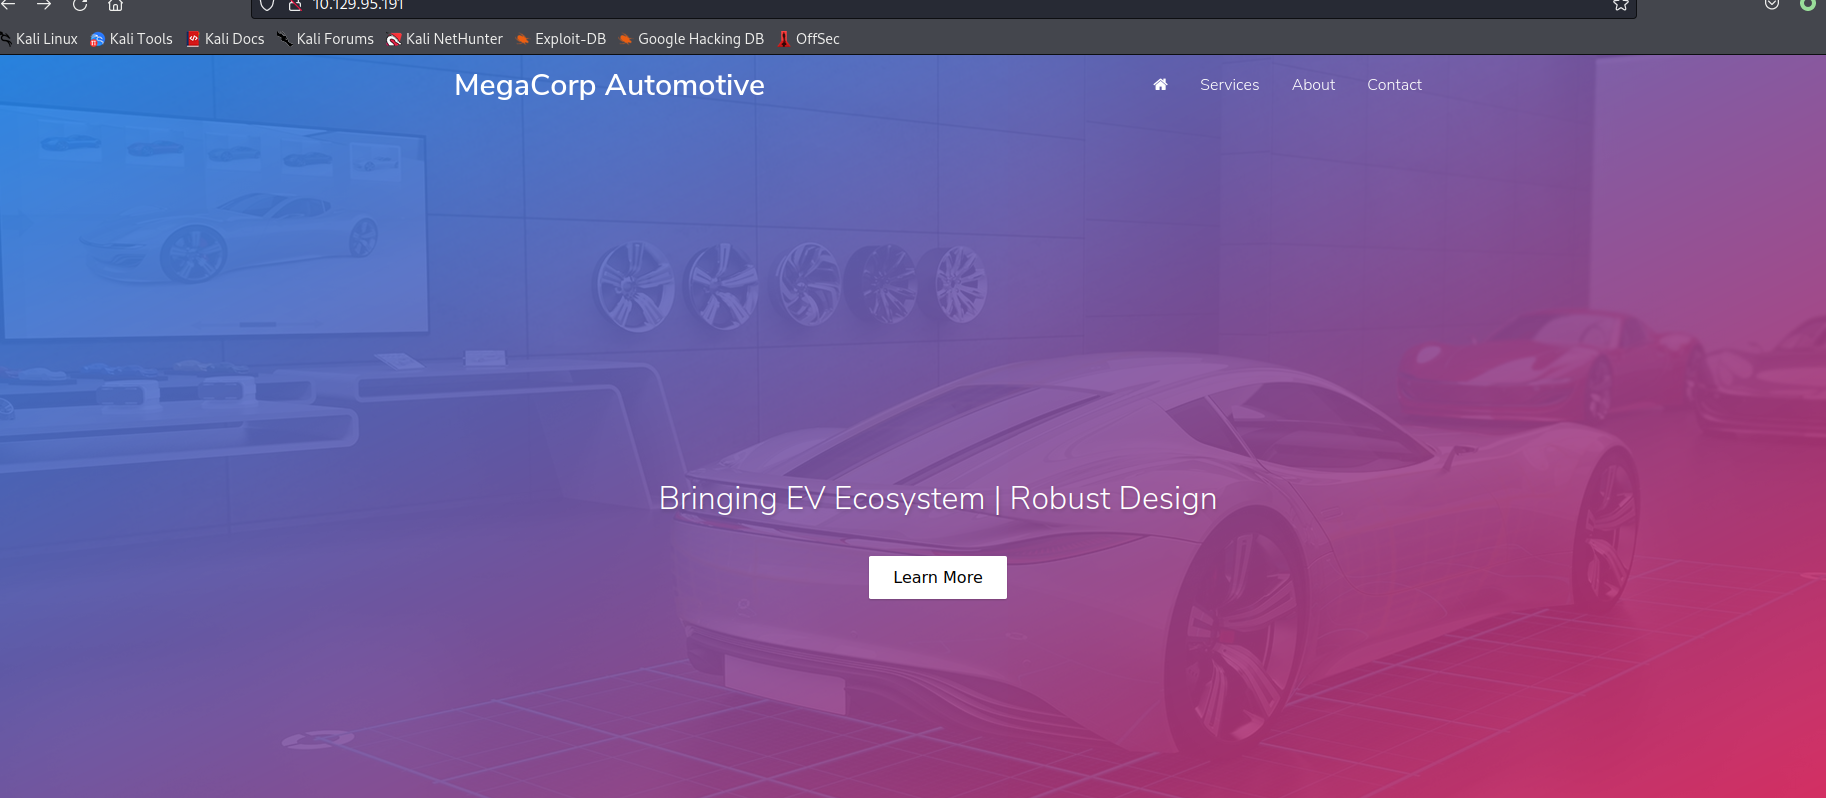 10.129.95.191
Kali Linux Kali Tools Kali Docs Kali Forums Kali NetHunter Exploit-DB Google Hacking DB OffSec
MegaCorp Automotive
Services About Contact
Bringing EV Ecosystem | Robust Design
Learn More